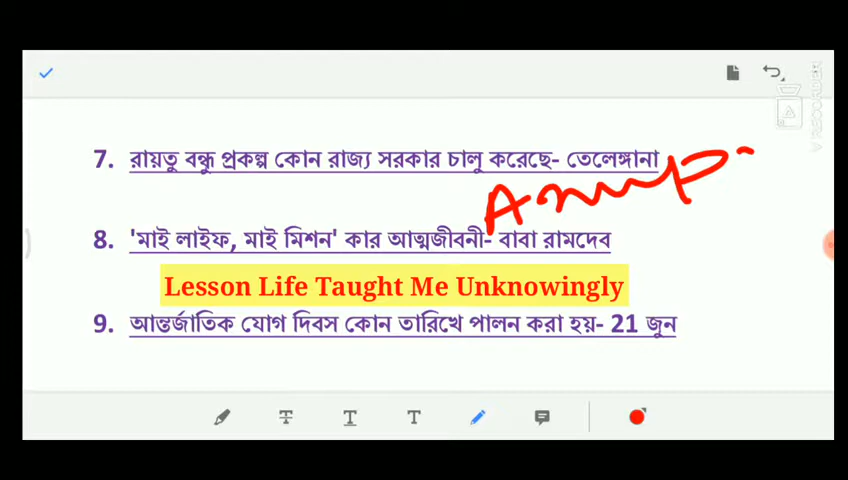 7. রায়তু বন্ধু প্রকল্প কোন রাজ্য সরকার চালু করেছে- তেলেঙ্গানা
8. 'মাই লাইফ, মাই মিশন' কার আত্মজীবনী- বাবা রামদেব
Lesson Life Taught Me Unknowingly
9. আন্তর্জাতিক যোগ দিবস কোন তারিখে পালন করা হয়- 21 জুন
T T T
V RECORDER